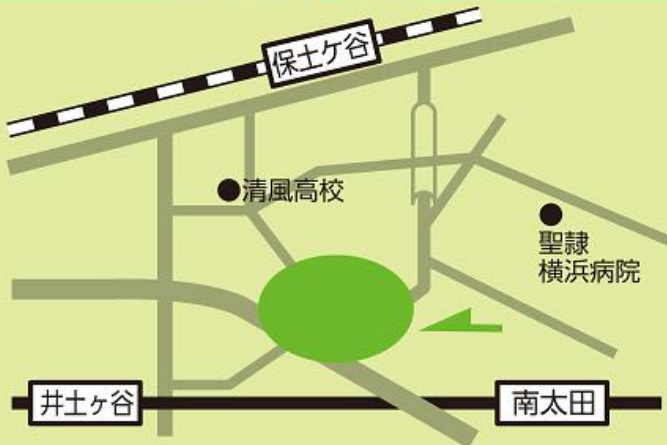 保土ケ谷
清風高校
聖隷
横浜病院
井土ヶ谷
南太田